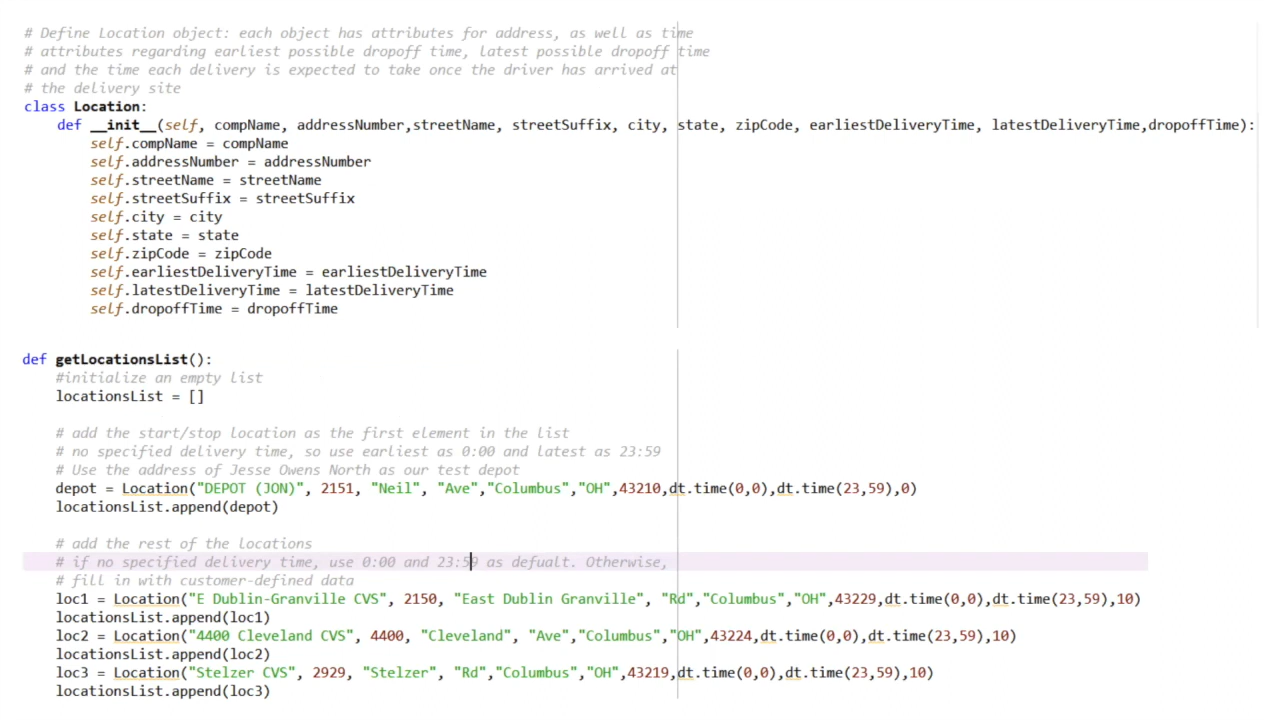 # Define Location object: each object has attributes for address, as well as time
# attributes regarding earliest possible dropoff time, latest possible dropoff time
# and the time each delivery is expected to take once the driver has arrived at
# the delivery site
class Location:
    def __init__(self, compName, addressNumber,streetName, streetSuffix, city, state, zipCode, earliestDeliveryTime, latestDeliveryTime,dropoffTime):
        self.compName = compName
        self.addressNumber = addressNumber
        self.streetName = streetName
        self.streetSuffix = streetSuffix
        self.city = city
        self.state = state
        self.zipCode = zipCode
        self.earliestDeliveryTime = earliestDeliveryTime
        self.latestDeliveryTime = latestDeliveryTime
        self.dropoffTime = dropoffTime
def getLocationsList():
    #initialize an empty list
    locationsList = []
    # add the start/stop location as the first element in the list
    # no specified delivery time, so use earliest as 0:00 and latest as 23:59
    # Use the address of Jesse Owens North as our test depot
    depot = Location("DEPOT (JON)", 2151, "Neil", "Ave","Columbus","OH",43210,dt.time(0,0),dt.time(23,59),0)
    locationsList.append(depot)
    # add the rest of the locations
    # if no specified delivery time, use 0:00 and 23:59 as defualt. Otherwise,
    # fill in with customer-defined data
    loc1 = Location("E Dublin-Granville CVS", 2150, "East Dublin Granville", "Rd","Columbus","OH",43229,dt.time(0,0),dt.time(23,59),10)
    locationsList.append(loc1)
    loc2 = Location("4400 Cleveland CVS", 4400, "Cleveland", "Ave","Columbus","OH",43224,dt.time(0,0),dt.time(23,59),10)
    locationsList.append(loc2)
    loc3 = Location("Stelzer CVS", 2929, "Stelzer", "Rd","Columbus","OH",43219,dt.time(0,0),dt.time(23,59),10)
    locationsList.append(loc3)